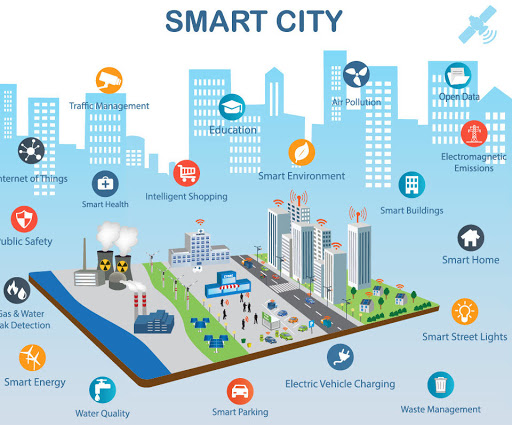 SMART CITY
Traffic Management
Education
Air Pollution
Open Data
Electromagnetic
Emissions
nternet of Things
Smart Health
Intelligent Shopping
Smart Environment
Smart Buildings
Public Safety
Smart Home
Gas & Water
ak Detection
Smart Street Lights
Smart Energy
Water Quality
Smart Parking
Electric Vehicle Charging
Waste Management